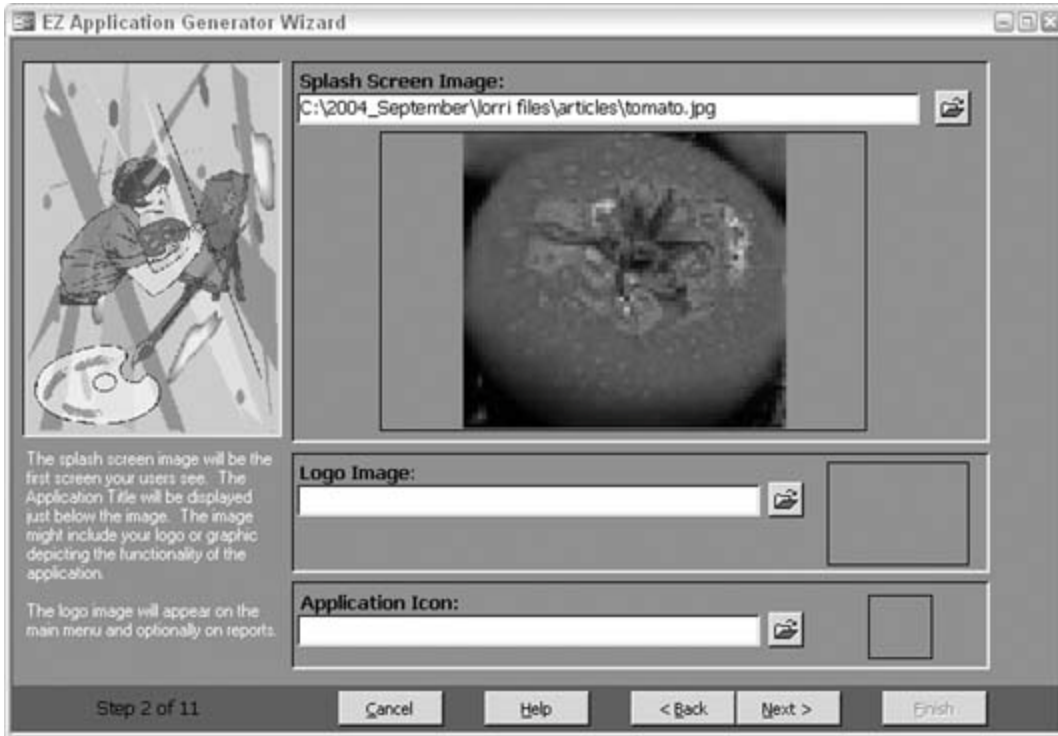 EZ Application Generator Wizard
Splash Screen Image:
C:\2004_September\lorri files\articles\tomato.jpg
The splash screen image will be the
first screen your users see. The
Application Title will be displayed
just below the image. The image
might include your logo or graphic
depicting the functionality of the
application.
The logo image will appear on the
main menu and optionally on reports.
Logo Image:
Application Icon:
Step 2 of 11
Cancel
Help
< Back
Next >
Finish